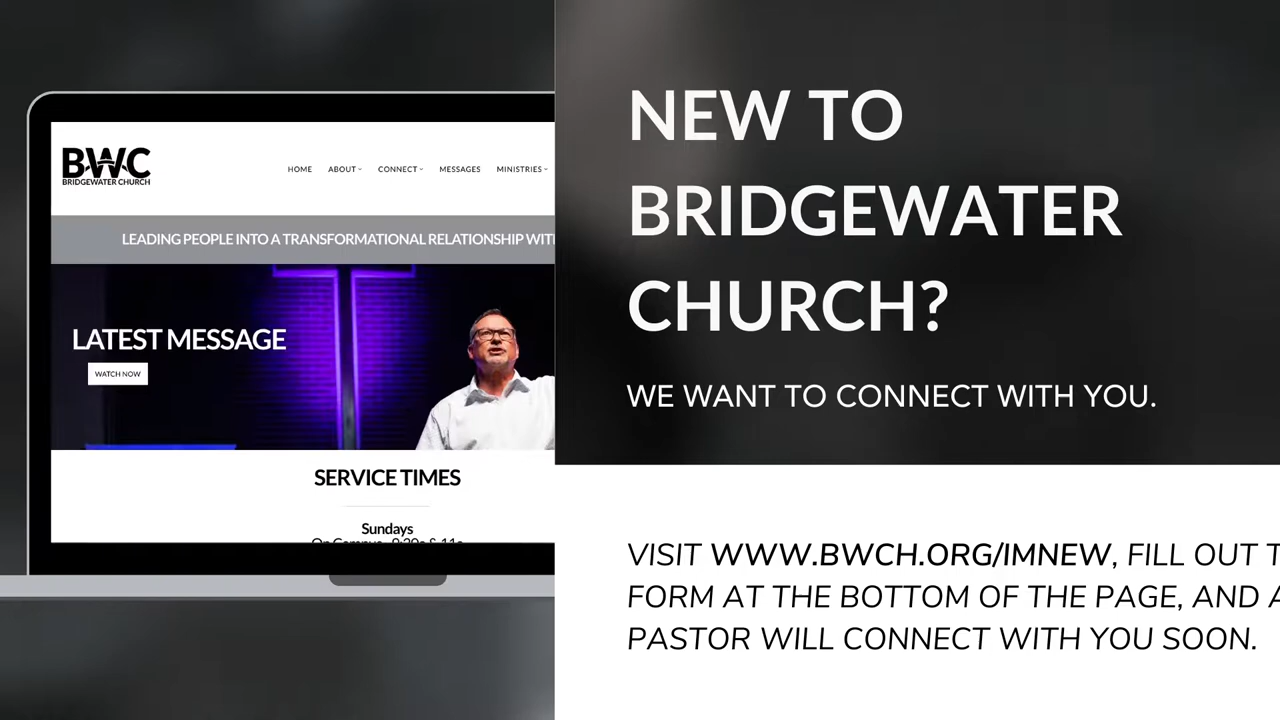 BWC
BRIDGEWATER CHURCH
HOME ABOUT CONNECT MESSAGES MINISTRIES
LEADING PEOPLE INTO A TRANSFORMATIONAL RELATIONSHIP
LATEST MESSAGE
WATCH NOW
SERVICE TIMES
Sundays
NEW TO
BRIDGEWATER
CHURCH?
WE WANT TO CONNECT WITH YOU.
VISIT WWW.BWCH.ORG/IMNEW, FILL OUT
FORM AT THE BOTTOM OF THE PAGE, AND
PASTOR WILL CONNECT WITH YOU SOON.